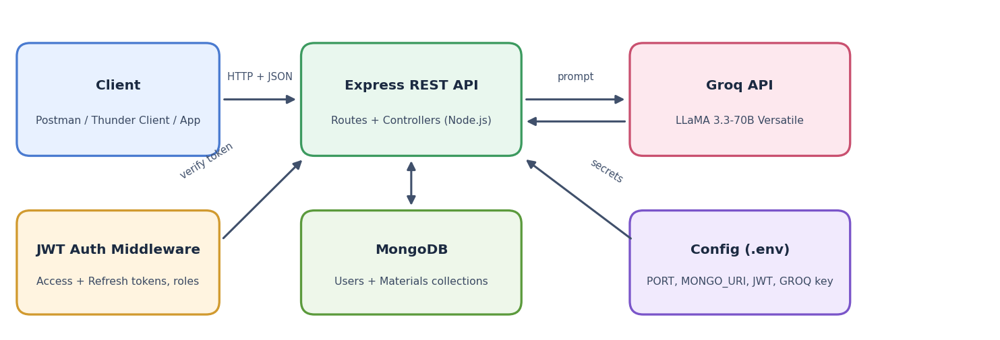 Client
Postman / Thunder Client / App
HTTP + JSON
Express REST API
Routes + Controllers (Node.js)
prompt
Groq API
LLaMA 3.3-70B Versatile
verify token
secrets
JWT Auth Middleware
Access + Refresh tokens, roles
MongoDB
Users + Materials collections
Config (.env)
PORT, MONGO_URI, JWT, GROQ key